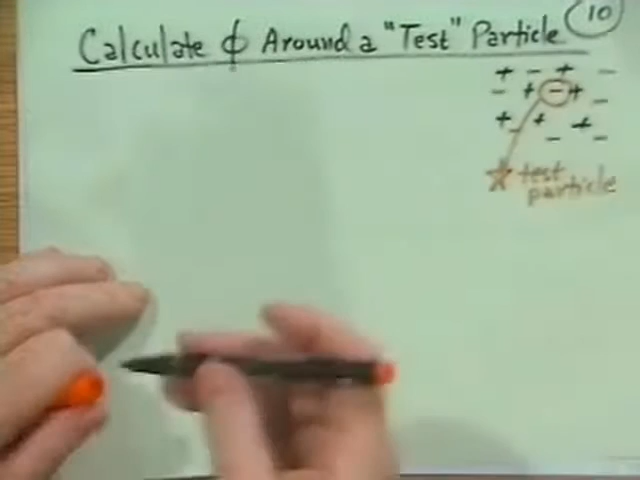 Calculate ϕ Around a "Test" Particle
10
+ - + -
- + - + -
+ - + - + -
☆ test
particle